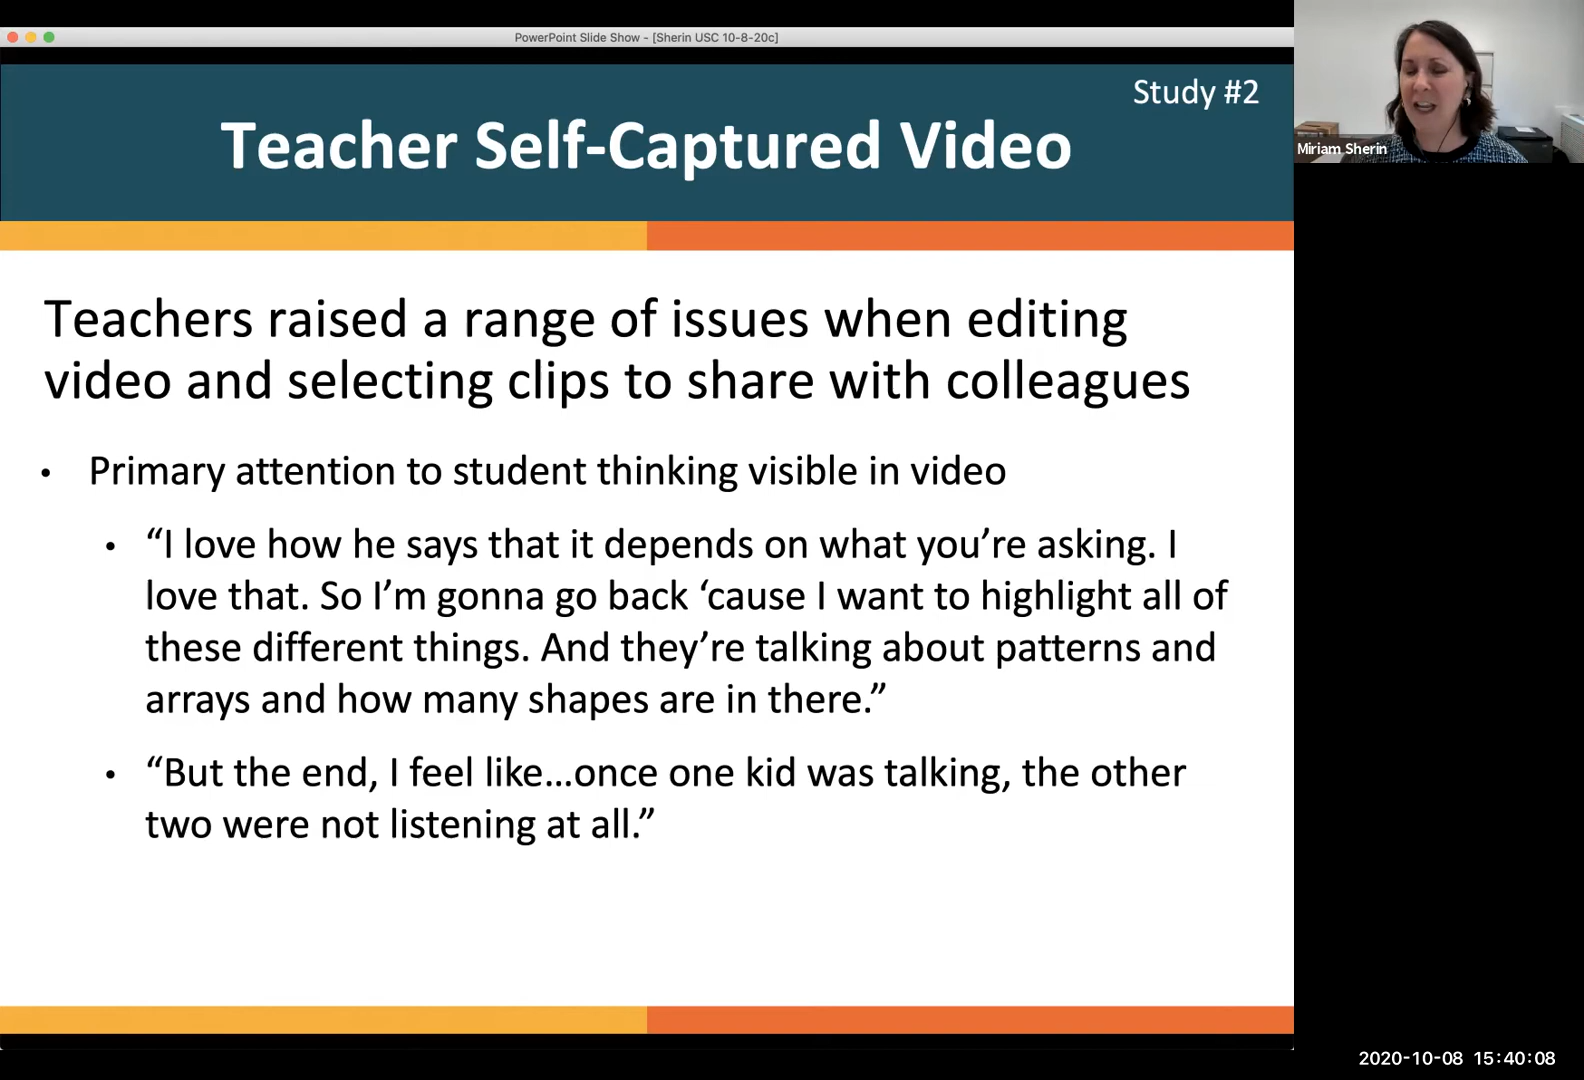 PowerPoint Slide Show - [Sherin USC 10-8-20c]
Study #2
Teacher Self-Captured Video
Miriam Sherin
Teachers raised a range of issues when editing
video and selecting clips to share with colleagues
• Primary attention to student thinking visible in video
• “I love how he says that it depends on what you’re asking. I
love that. So I’m gonna go back ‘cause I want to highlight all of
these different things. And they’re talking about patterns and
arrays and how many shapes are in there.”
• “But the end, I feel like…once one kid was talking, the other
two were not listening at all.”
2020-10-08 15:40:08